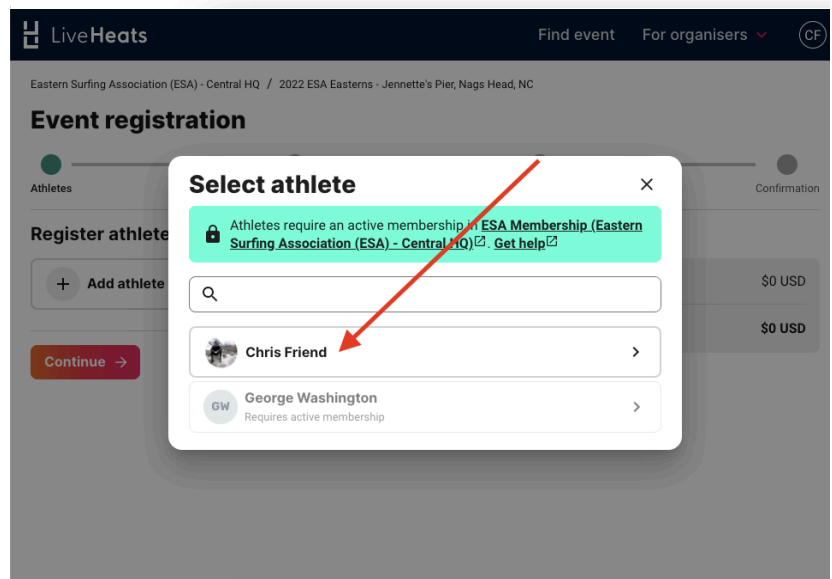 LiveHeats
Find event
For organisers
CF
Eastern Surfing Association (ESA) - Central HQ / 2022 ESA Easterns - Jennette's Pier, Nags Head, NC
Event registration
Athletes
Confirmation
Select athlete
Athletes require an active membership in ESA Membership (Eastern
Surfing Association (ESA) - Central HQ). Get help
Register athlete
+ Add athlete
$0 USD
$0 USD
Continue →
Chris Friend
GW
George Washington
Requires active membership